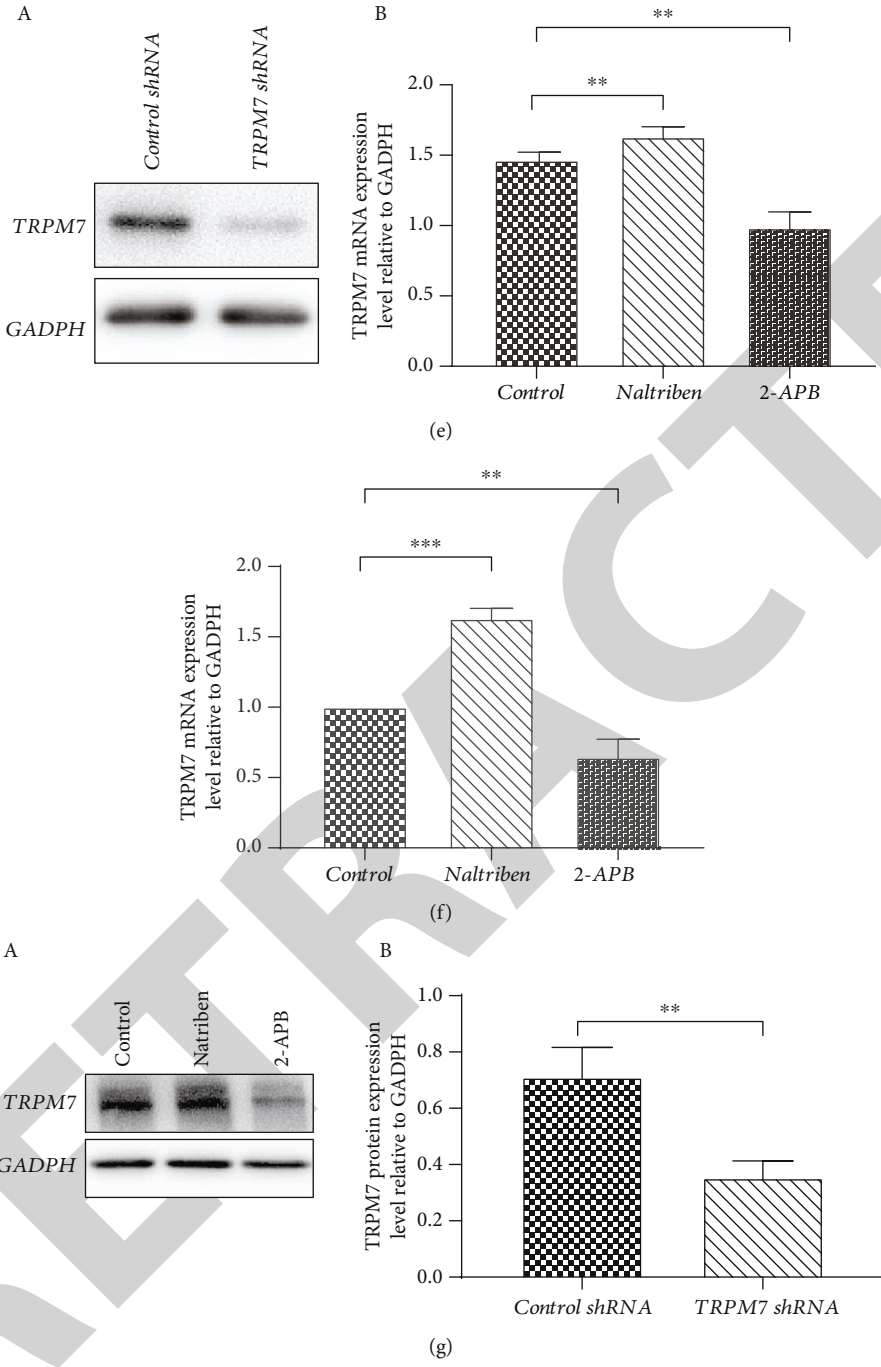 A
B
Control shRNA
TRPM7 shRNA
TRPM7
GADPH
TRPM7 mRNA expression
level relative to GADPH
2.0
1.5
1.0
0.5
0.0
**
**
Control
Naltriben
2-APB
(e)
TRPM7 mRNA expression
level relative to GADPH
2.0
1.5
1.0
0.5
0.0
**
***
Control
Naltriben
2-APB
(f)
A
B
Control
Natriben
2-APB
TRPM7
GADPH
TRPM7 protein expression
level relative to GADPH
1.0
0.8
0.6
0.4
0.2
0.0
**
Control shRNA
TRPM7 shRNA
(g)
RETRACTE